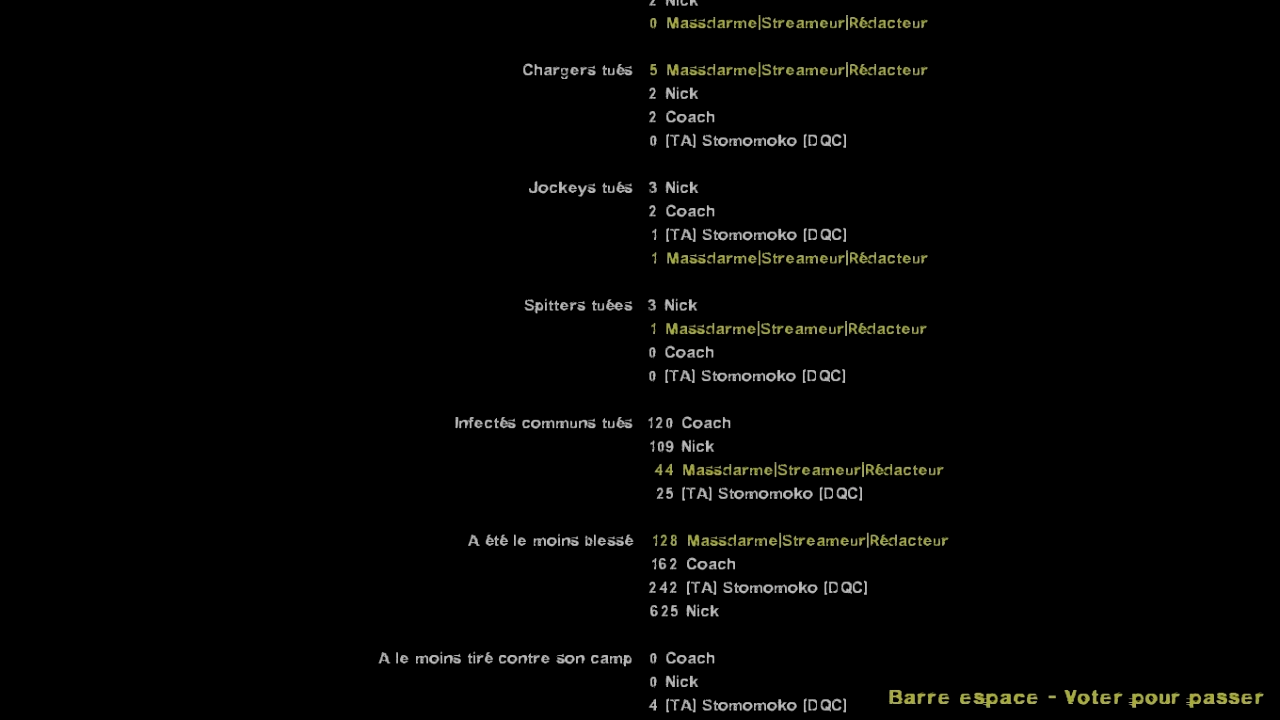 2 Nick
0 Massdarme|Streameur|Rédacteur
Chargers tués 5 Massdarme|Streameur|Rédacteur
2 Nick
2 Coach
0 [TA] Stomomoko [DQC]
Jockeys tués 3 Nick
2 Coach
1 [TA] Stomomoko [DQC]
1 Massdarme|Streameur|Rédacteur
Spitters tuées 3 Nick
1 Massdarme|Streameur|Rédacteur
0 Coach
0 [TA] Stomomoko [DQC]
Infectés communs tués 120 Coach
109 Nick
44 Massdarme|Streameur|Rédacteur
25 [TA] Stomomoko [DQC]
A été le moins blessé 128 Massdarme|Streameur|Rédacteur
162 Coach
242 [TA] Stomomoko [DQC]
625 Nick
A le moins tiré contre son camp 0 Coach
0 Nick
4 [TA] Stomomoko [DQC]
Barre espace - Voter pour passer